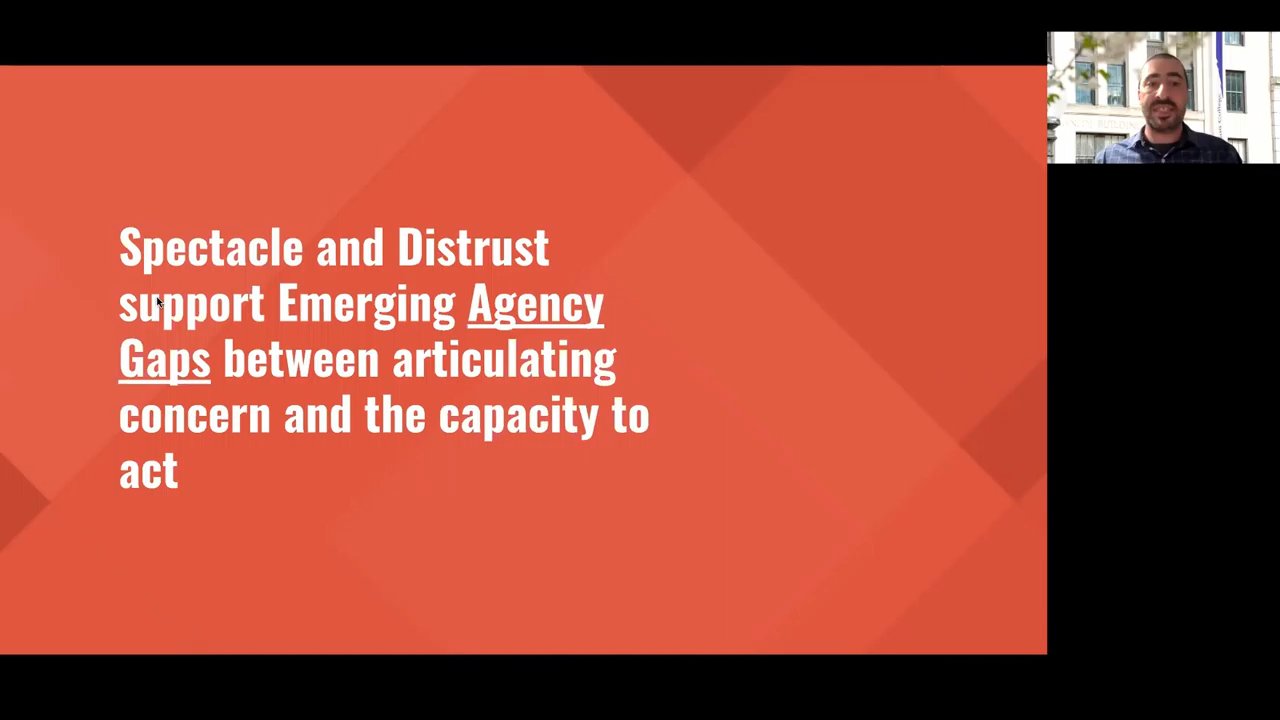 Spectacle and Distrust
support Emerging Agency
Gaps between articulating
concern and the capacity to
act